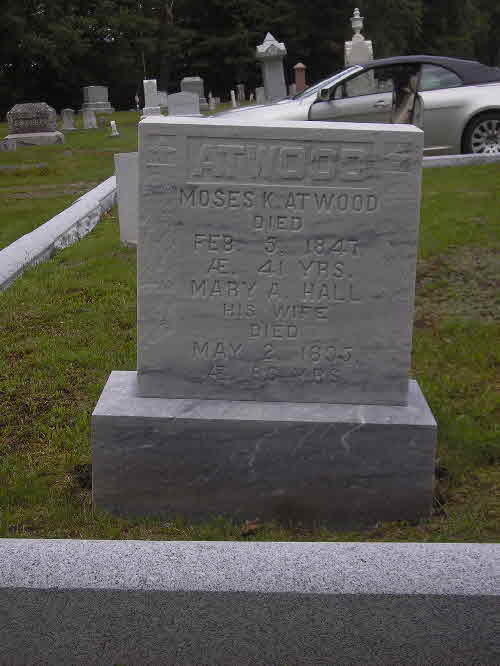 ATWOOD
MOSES K. ATWOOD
DIED
FEB. 5, 1847
Æ. 41 YRS.
MARY A. HALL
HIS WIFE
DIED
MAY 2, 1895,
Æ. YRS.